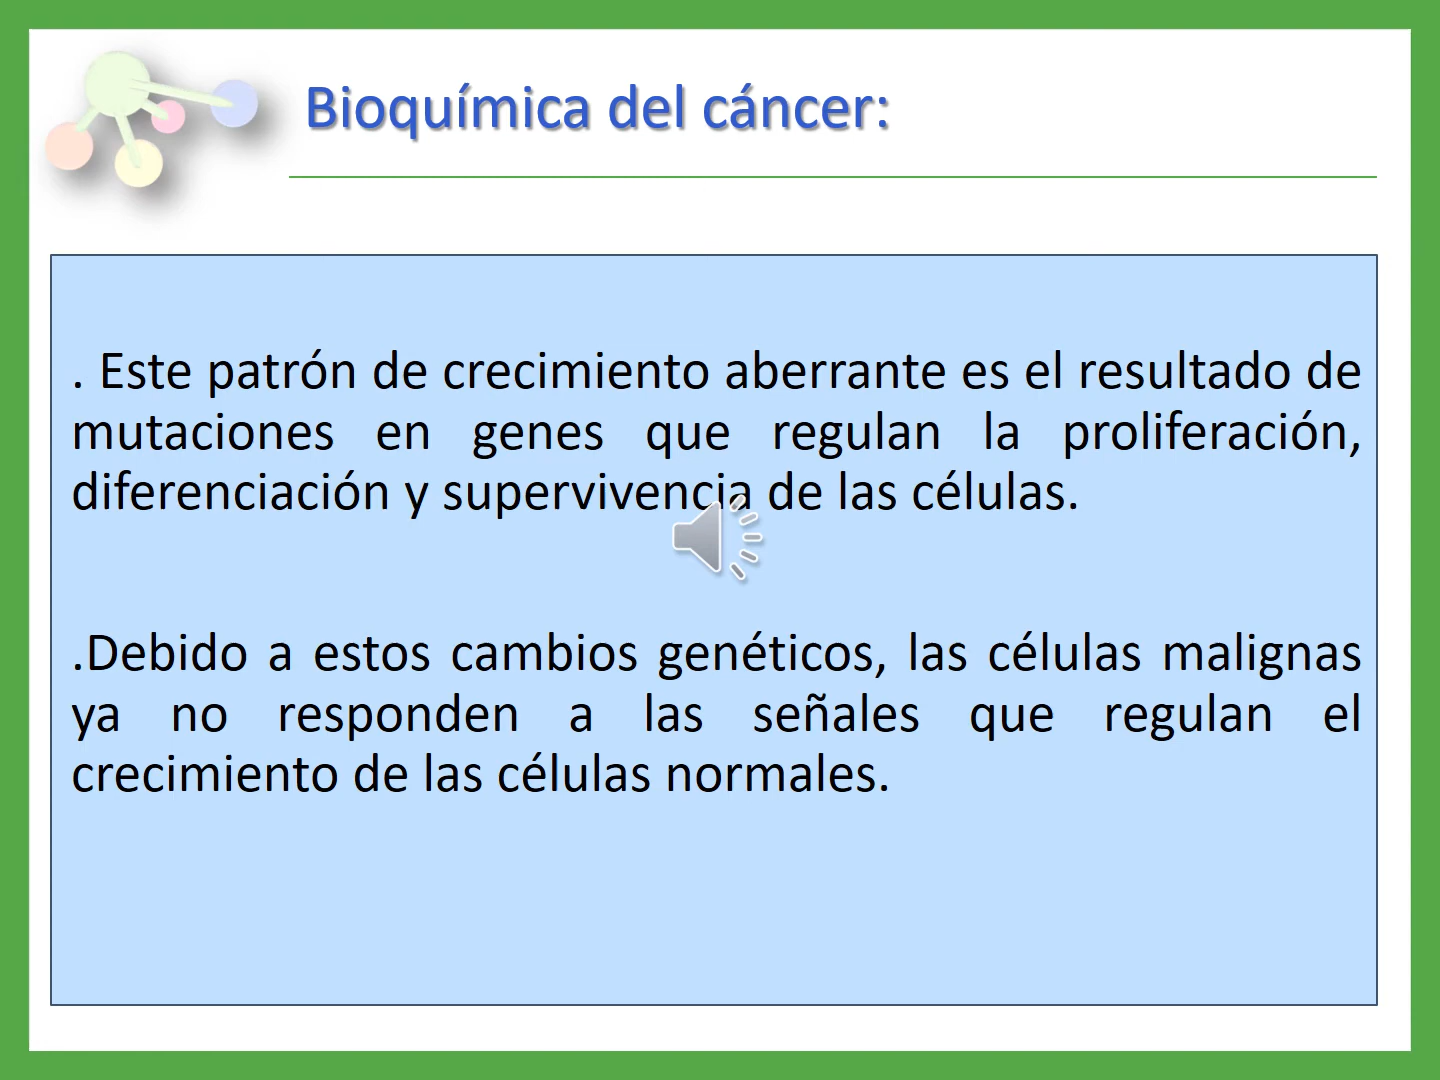 Bioquímica del cáncer:
. Este patrón de crecimiento aberrante es el resultado de
mutaciones en genes que regulan la proliferación,
diferenciación y supervivencia de las células.
.Debido a estos cambios genéticos, las células malignas
ya no responden a las señales que regulan el
crecimiento de las células normales.